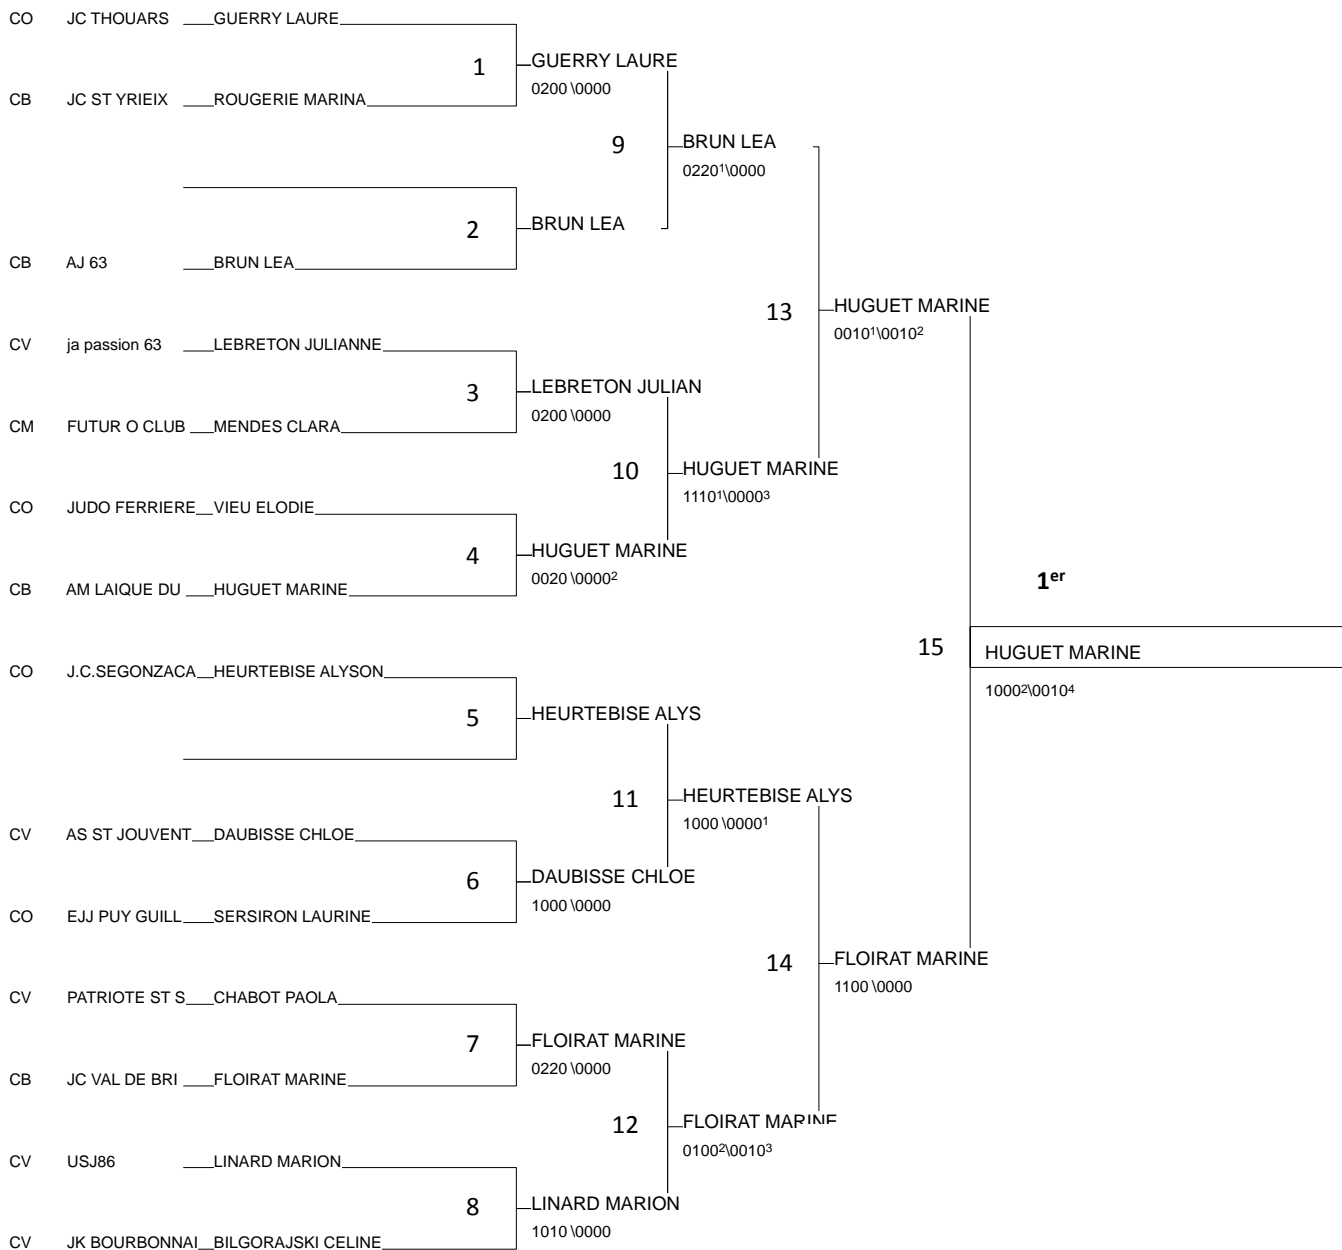 CO JC THOUARS GUERRY LAURE
1 GUERRY LAURE
0200 \0000
CB JC ST YRIEIX ROUGERIE MARINA
9 BRUN LEA
0220¹\0000
2 BRUN LEA
CB AJ 63 BRUN LEA
13 HUGUET MARINE
0010¹\0010²
CV ja passion 63 LEBRETON JULIANNE
3 LEBRETON JULIAN
0200 \0000
CM FUTUR O CLUB MENDES CLARA
10 HUGUET MARINE
1110¹\0000³
CO JUDO FERRIERE VIEU ELODIE
4 HUGUET MARINE
0020 \0000²
CB AM LAIQUE DU HUGUET MARINE
1er
15 HUGUET MARINE
1000²\0010⁴
CO J.C.SEGONZACA HEURTEBISE ALYSON
5 HEURTEBISE ALYS
11 HEURTEBISE ALYS
1000 \0000¹
CV AS ST JOUVENT DAUBISSE CHLOE
6 DAUBISSE CHLOE
1000 \0000
CO EJJ PUY GUILL SERSIRON LAURINE
14 FLOIRAT MARINE
1100 \0000
CV PATRIOTE ST S CHABOT PAOLA
7 FLOIRAT MARINE
0220 \0000
CB JC VAL DE BRI FLOIRAT MARINE
12 FLOIRAT MARINE
0100²\0010³
CV USJ86 LINARD MARION
8 LINARD MARION
1010 \0000
CV JK BOURBONNAI BILGORAJSKI CELINE